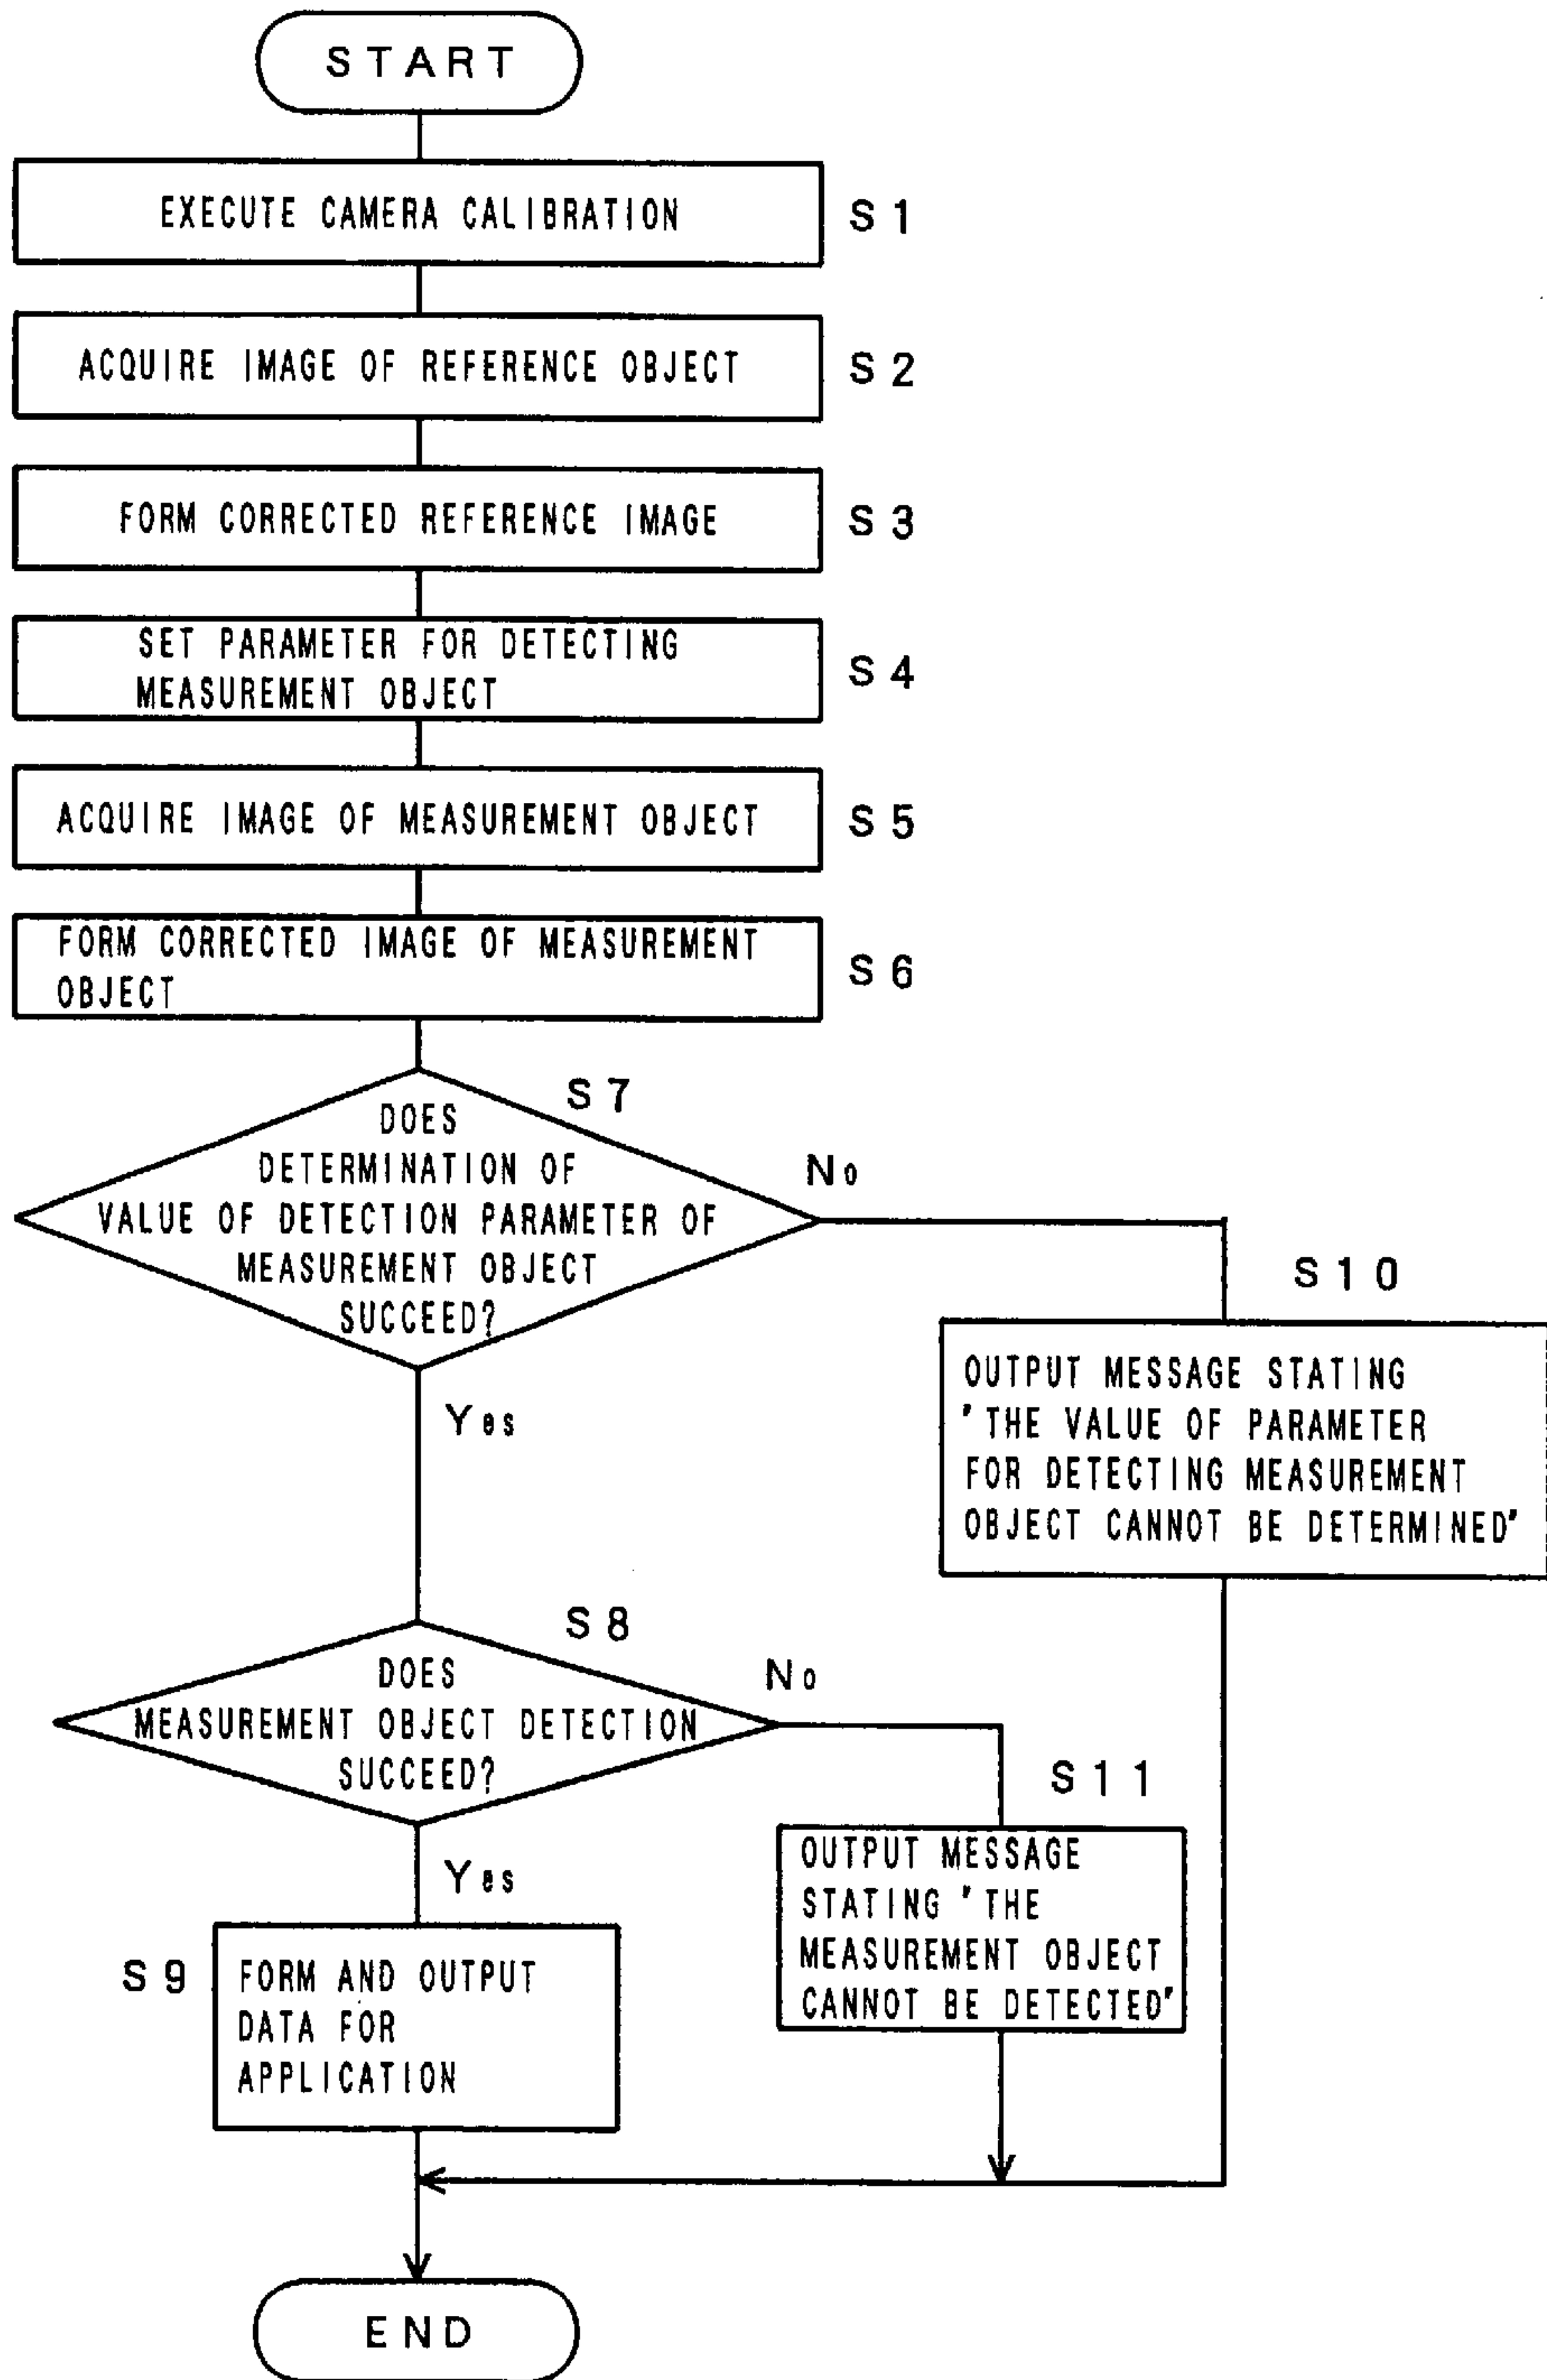 START
EXECUTE CAMERA CALIBRATION
S1
ACQUIRE IMAGE OF REFERENCE OBJECT
S2
FORM CORRECTED REFERENCE IMAGE
S3
SET PARAMETER FOR DETECTING
MEASUREMENT OBJECT
S4
ACQUIRE IMAGE OF MEASUREMENT OBJECT
S5
FORM CORRECTED IMAGE OF MEASUREMENT
OBJECT
S6
S7
DOES
DETERMINATION OF
VALUE OF DETECTION PARAMETER OF
MEASUREMENT OBJECT
SUCCEED?
No
Yes
S10
OUTPUT MESSAGE STATING
"THE VALUE OF PARAMETER
FOR DETECTING MEASUREMENT
OBJECT CANNOT BE DETERMINED"
S8
DOES
MEASUREMENT OBJECT DETECTION
SUCCEED?
No
Yes
S11
OUTPUT MESSAGE
STATING "THE
MEASUREMENT OBJECT
CANNOT BE DETECTED"
S9
FORM AND OUTPUT
DATA FOR
APPLICATION
END